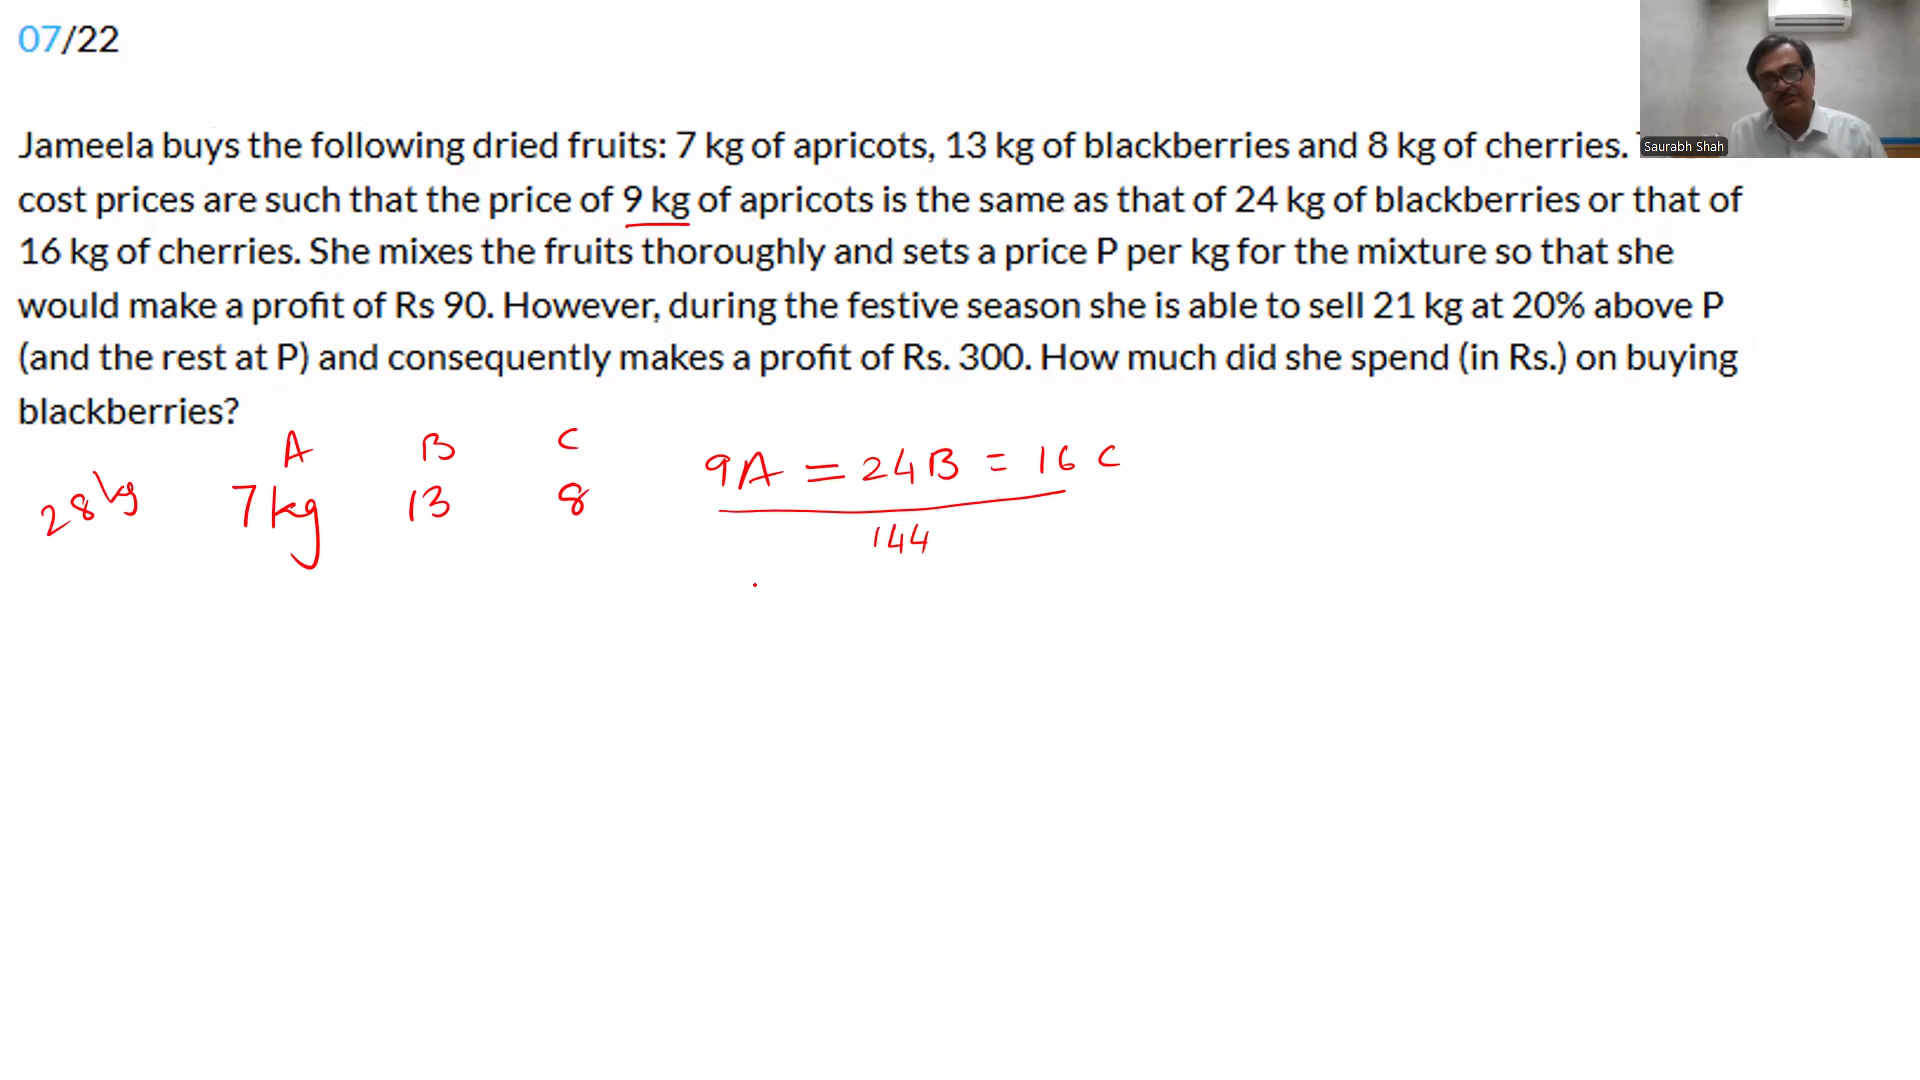 07/22
Saurabh Shah
Jameela buys the following dried fruits: 7 kg of apricots, 13 kg of blackberries and 8 kg of cherries.
cost prices are such that the price of 9 kg of apricots is the same as that of 24 kg of blackberries or that of
16 kg of cherries. She mixes the fruits thoroughly and sets a price P per kg for the mixture so that she
would make a profit of Rs 90. However, during the festive season she is able to sell 21 kg at 20% above P
(and the rest at P) and consequently makes a profit of Rs. 300. How much did she spend (in Rs.) on buying
blackberries?
A B C
28 kg 7 kg 13 8
9A = 24B = 16 C
144